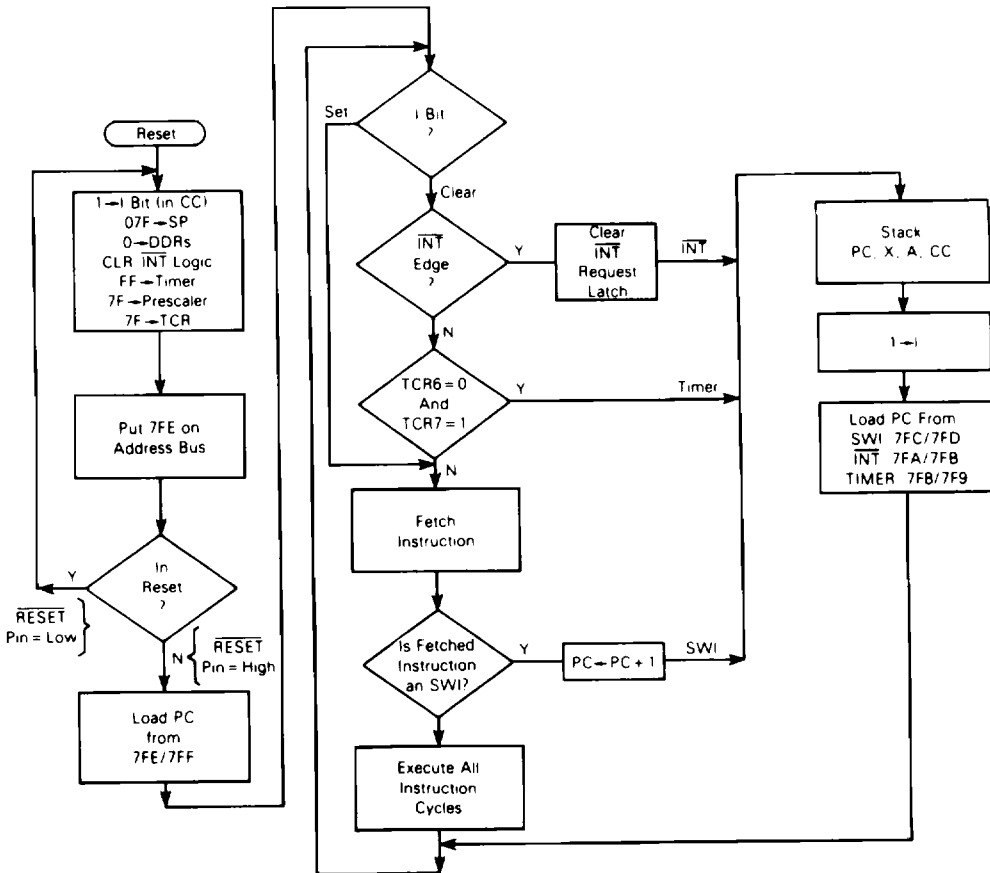 Reset
1→I Bit (in CC)
07F→SP
0→DDRs
CLR INT Logic
FF→Timer
7F→Prescaler
7F→TCR
Put 7FE on
Address Bus
In
Reset
?
Y
RESET
Pin = Low
N
RESET
Pin = High
Load PC
from
7FE/7FF
I Bit
?
Set
Clear
INT
Edge
?
Y
Clear
INT
Request
Latch
INT
N
TCR6 = 0
And
TCR7 = 1
Y
Timer
N
Fetch
Instruction
Is Fetched
Instruction
an SWI?
Y
PC←PC + 1
SWI
Execute All
Instruction
Cycles
Stack
PC, X, A, CC
1→I
Load PC From
SWI 7FC/7FD
INT 7FA/7FB
TIMER 7F8/7F9